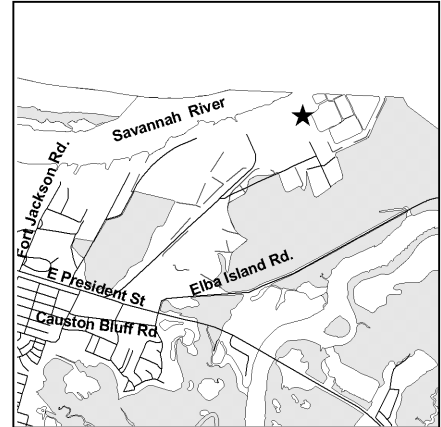 Savannah River
Fort Jackson Rd.
Elba Island Rd.
E President St
Causton Bluff Rd